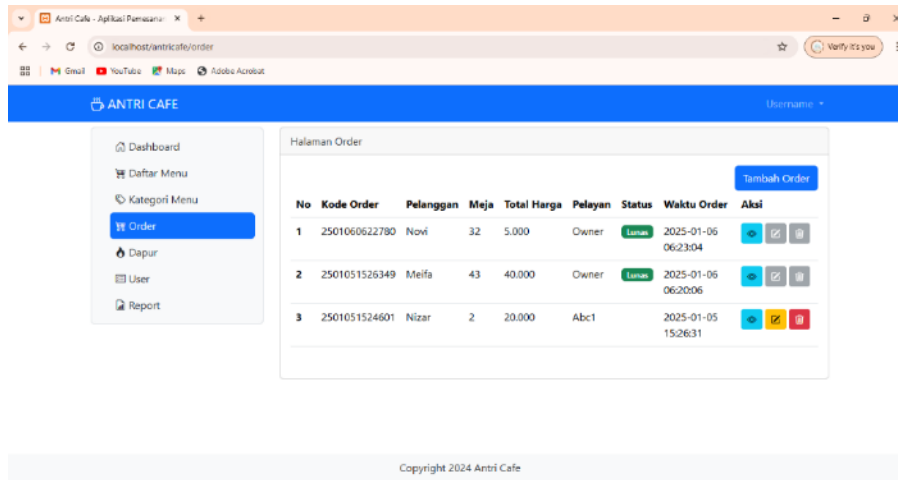 Antri Cafe - Aplikasi Pemesanan
localhost/antricafe/order
Verify it's you
Gmail YouTube Maps Adobe Acrobat
ANTRI CAFE Username
Dashboard
Daftar Menu
Kategori Menu
Order
Dapur
User
Report
Halaman Order
Tambah Order
No Kode Order Pelanggan Meja Total Harga Pelayan Status Waktu Order Aksi
1 2501060622780 Novi 32 5.000 Owner Lunas 2025-01-06
06:23:04
2 2501051526349 Meifa 43 40.000 Owner Lunas 2025-01-06
06:20:06
3 2501051524601 Nizar 2 20.000 Abc1 2025-01-05
15:26:31
Copyright 2024 Antri Cafe